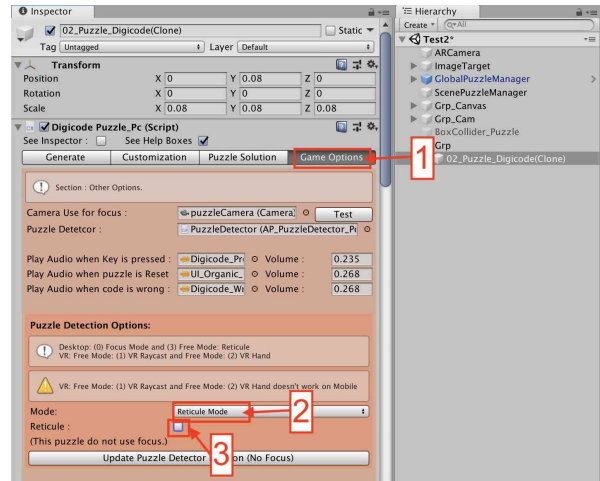 Inspector
02_Puzzle_Digicode(Clone)
Static
Tag Untagged Layer Default
Transform
Position X 0 Y 0.08 Z 0
Rotation X 0 Y 0 Z 0
Scale X 0.08 Y 0.08 Z 0.08
Digicode Puzzle_Pc (Script)
See Inspector : See Help Boxes
Generate Customization Puzzle Solution Game Options
Section : Other Options.
Camera Use for focus : puzzleCamera (Camera) Test
Puzzle Detetcor : PuzzleDetector (AP_PuzzleDetector_Pc
Play Audio when Key is pressed : Digicode_Pre Volume : 0.235
Play Audio when puzzle is Reset UI_Organic_ Volume : 0.268
Play Audio when code is wrong : Digicode_Wr Volume : 0.268
Puzzle Detection Options:
Desktop: (0) Focus Mode and (3) Free Mode: Reticule
VR: Free Mode: (1) VR Raycast and Free Mode: (2) VR Hand
VR: Free Mode: (1) VR Raycast and Free Mode: (2) VR Hand doesn't work on Mobile
Mode: Reticule Mode
Reticule :
(This puzzle do not use focus.)
Update Puzzle Detector (No Focus)
1
2
3
Hierarchy
Create All
Test2*
ARCamera
ImageTarget
GlobalPuzzleManager
ScenePuzzleManager
Grp_Canvas
Grp_Cam
BoxCollider_Puzzle
Grp
02_Puzzle_Digicode(Clone)